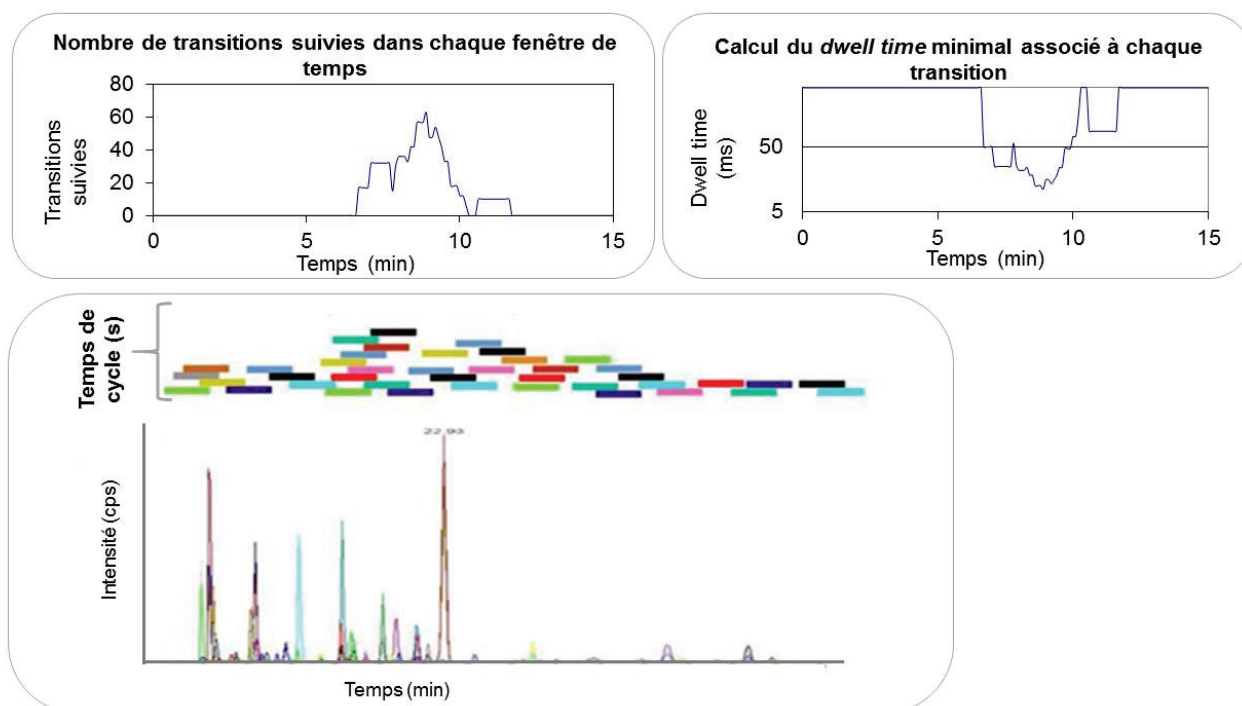 Nombre de transitions suivies dans chaque fenêtre de
temps
80
60
40
20
0
Transitions
suivies
0 5 10 15
Temps (min)
Calcul du dwell time minimal associé à chaque
transition
50
5
Dwell time
(ms)
0 5 10 15
Temps (min)
Temps de
cycle (s)
22.93
Intensité (cps)
Temps (min)